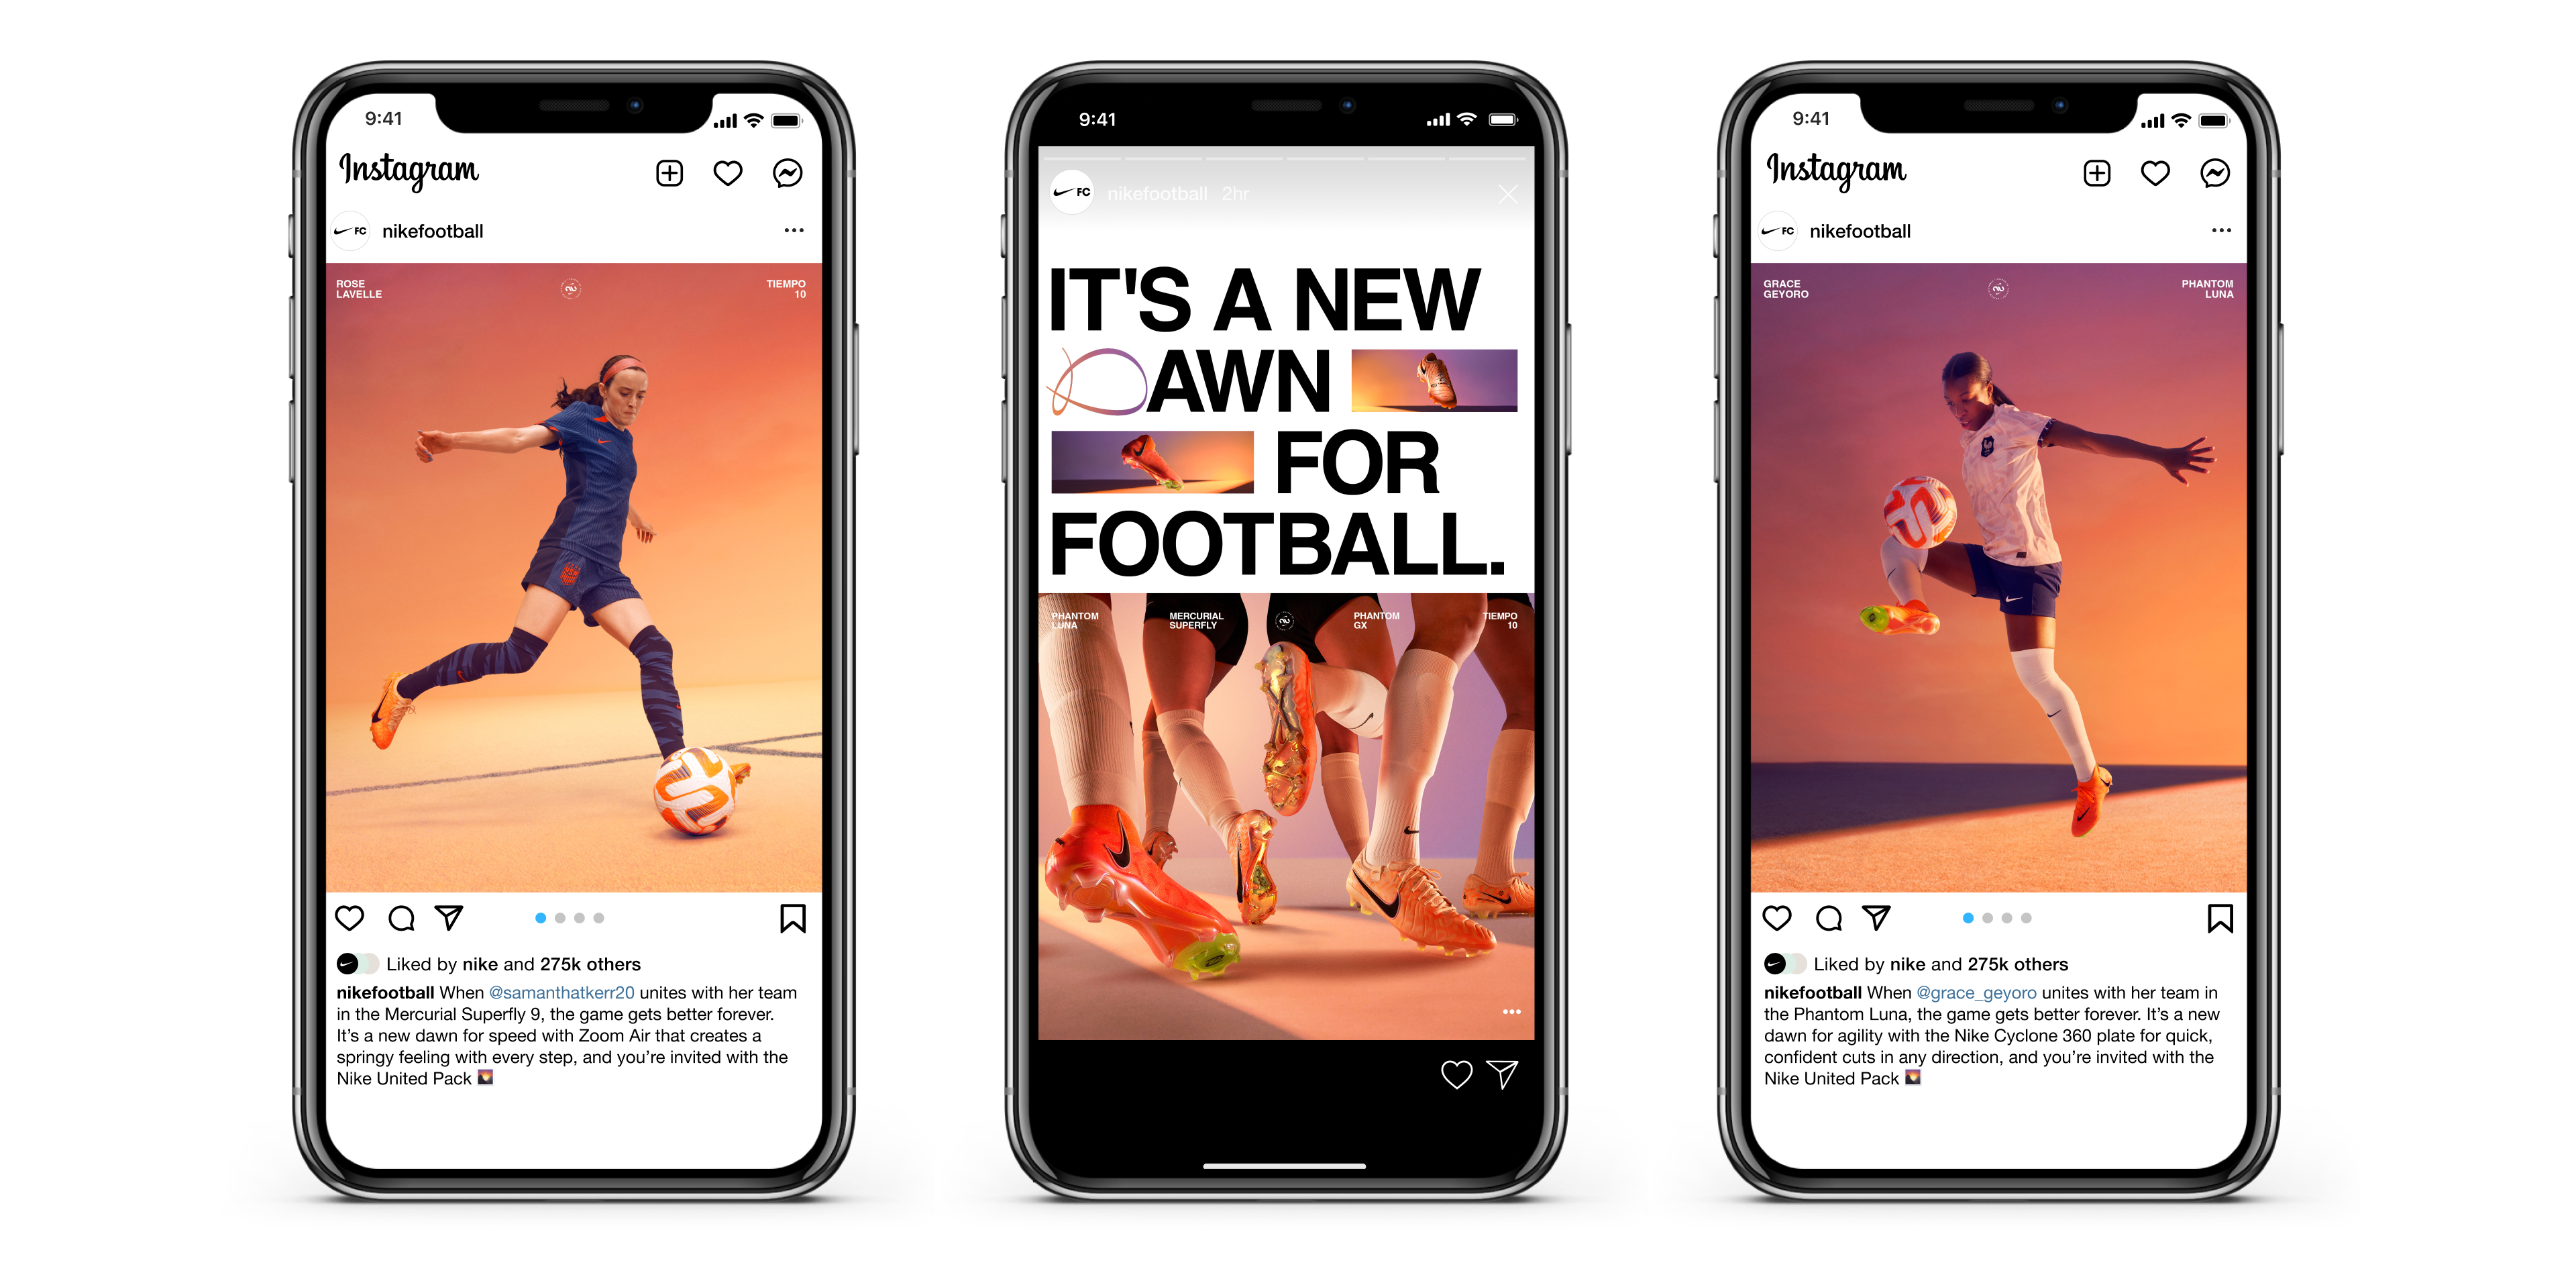 9:41
Instagram
FC
nikefootball
ROSE
LAVELLE
TIEMPO
10
Liked by nike and 275k others
nikefootball When @samanthatkerr20 unites with her team
in the Mercurial Superfly 9, the game gets better forever.
It's a new dawn for speed with Zoom Air that creates a
springy feeling with every step, and you're invited with the
Nike United Pack
9:41
FC
nikefootball 2hr
IT'S A NEW
DAWN
FOR
FOOTBALL.
PHANTOM
LUNA
MERCURIAL
SUPERFLY
PHANTOM
GX
TIEMPO
10
9:41
Instagram
FC
nikefootball
GRACE
GEYORO
PHANTOM
LUNA
Liked by nike and 275k others
nikefootball When @grace_geyoro unites with her team in
the Phantom Luna, the game gets better forever. It's a new
dawn for agility with the Nike Cyclone 360 plate for quick,
confident cuts in any direction, and you're invited with the
Nike United Pack